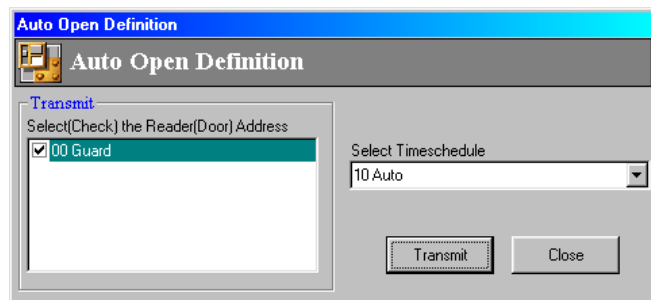 Auto Open Definition
Auto Open Definition
Transmit
Select(Check) the Reader(Door) Address
00 Guard
Select Timeschedule
10 Auto
Transmit
Close